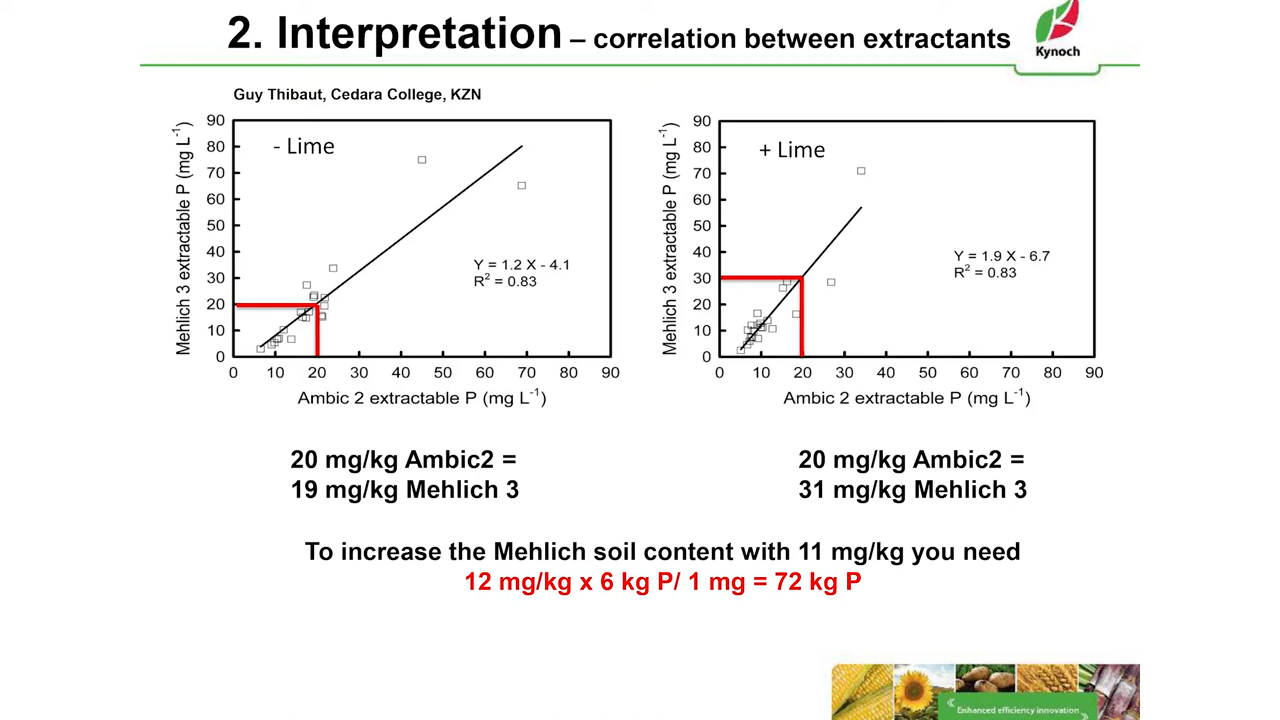 2. Interpretation – correlation between extractants
Kynoch
Guy Thibaut, Cedara College, KZN
Mehlich 3 extractable P (mg L-1)
90
80
70
60
50
40
30
20
10
0
- Lime
Y = 1.2 X - 4.1
R2 = 0.83
0 10 20 30 40 50 60 70 80 90
Ambic 2 extractable P (mg L-1)
Mehlich 3 extractable P (mg L-1)
90
80
70
60
50
40
30
20
10
0
+ Lime
Y = 1.9 X - 6.7
R2 = 0.83
0 10 20 30 40 50 60 70 80 90
Ambic 2 extractable P (mg L-1)
20 mg/kg Ambic2 =
19 mg/kg Mehlich 3
20 mg/kg Ambic2 =
31 mg/kg Mehlich 3
To increase the Mehlich soil content with 11 mg/kg you need
12 mg/kg x 6 kg P/ 1 mg = 72 kg P
Enhanced efficiency innovation